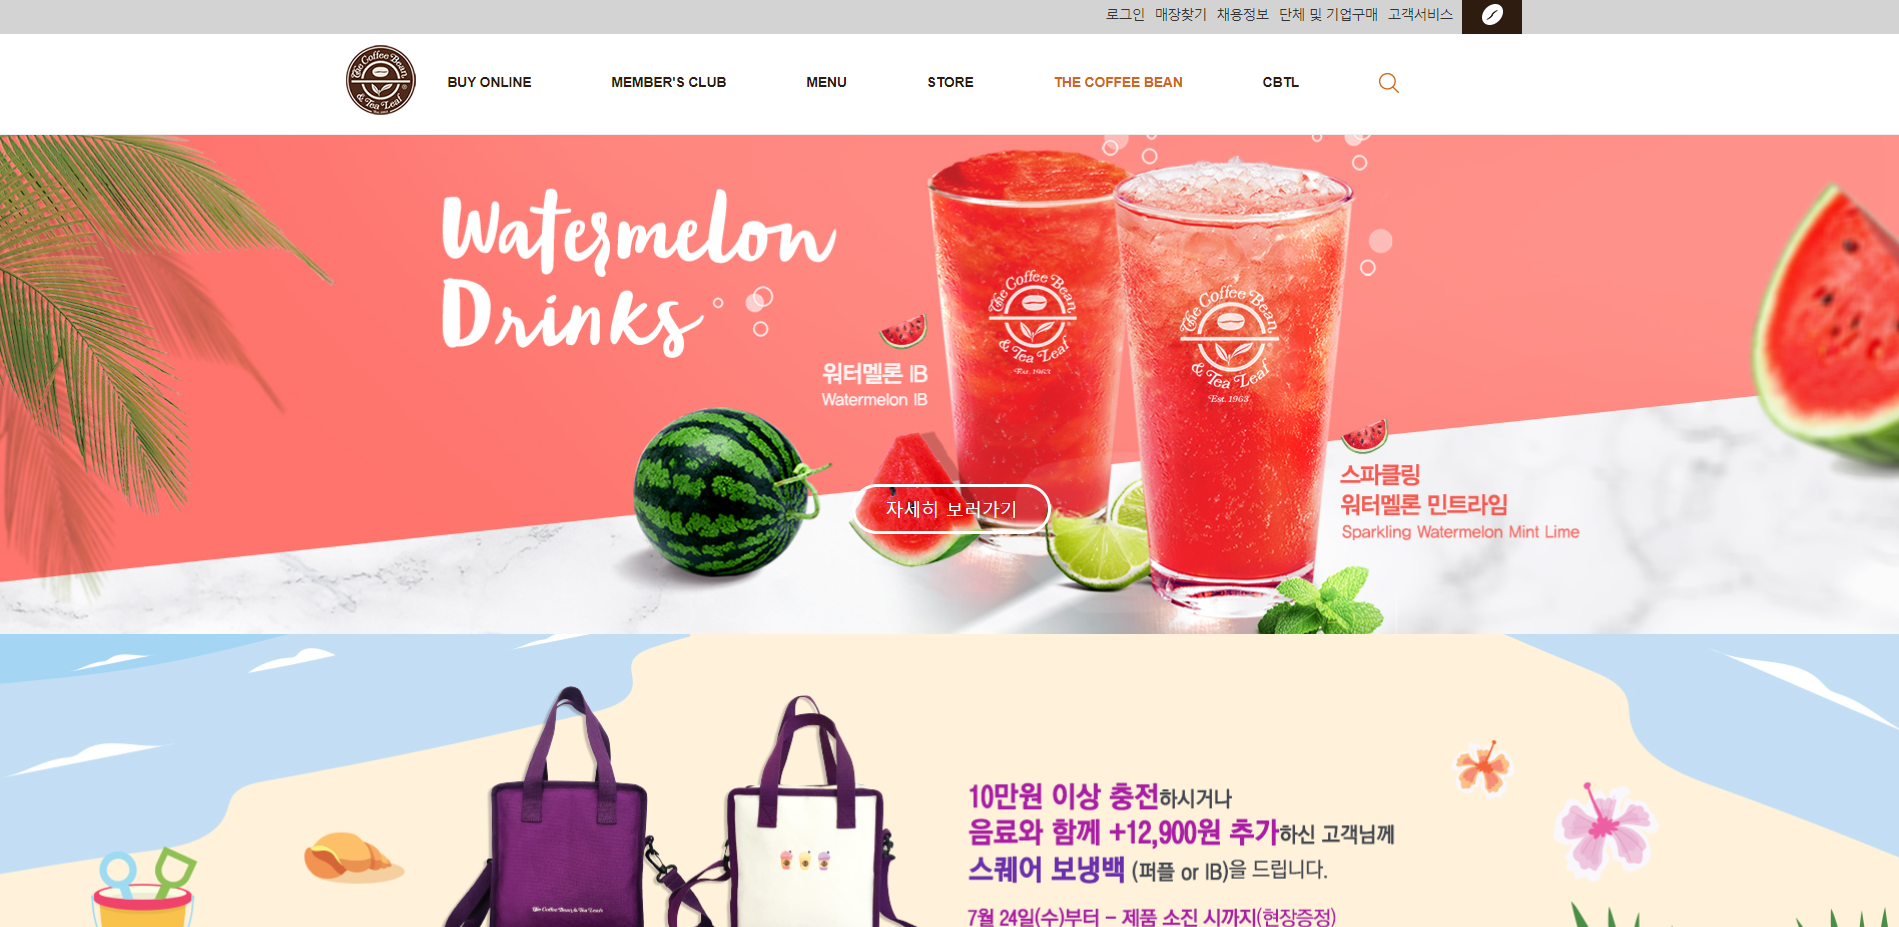 로그인 매장찾기 채용정보 단체 및 기업구매 고객서비스
The Coffee Bean
& Tea Leaf
®
BUY ONLINE MEMBER'S CLUB MENU STORE THE COFFEE BEAN CBTL
Watermelon
Drinks
The Coffee Bean
& Tea Leaf
Est. 1963
The Coffee Bean
& Tea Leaf
Est. 1963
워터멜론 IB
Watermelon IB
스파클링
워터멜론 민트라임
Sparkling Watermelon Mint Lime
자세히 보러가기
10만원 이상 충전하시거나
음료와 함께 +12,900원 추가하신 고객님께
스퀘어 보냉백 (퍼플 or IB)을 드립니다.
7월 24일(수)부터 – 제품 소진 시까지(현장증정)
The Coffee Bean & Tea Leaf